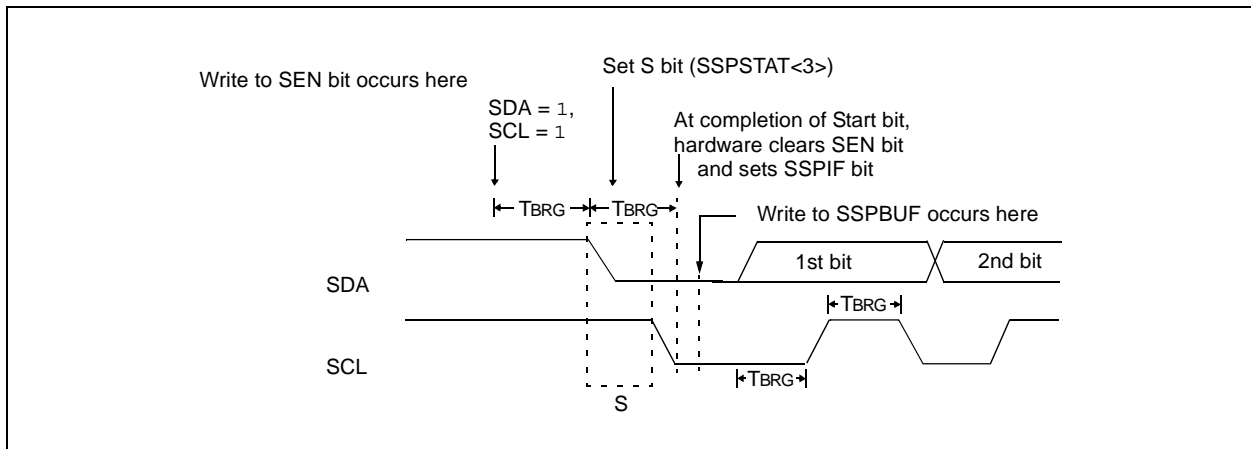 Write to SEN bit occurs here
Set S bit (SSPSTAT<3>)
SDA = 1,
SCL = 1
At completion of Start bit,
hardware clears SEN bit
and sets SSPIF bit
TBRG
TBRG
Write to SSPBUF occurs here
SDA
1st bit
2nd bit
TBRG
SCL
TBRG
S